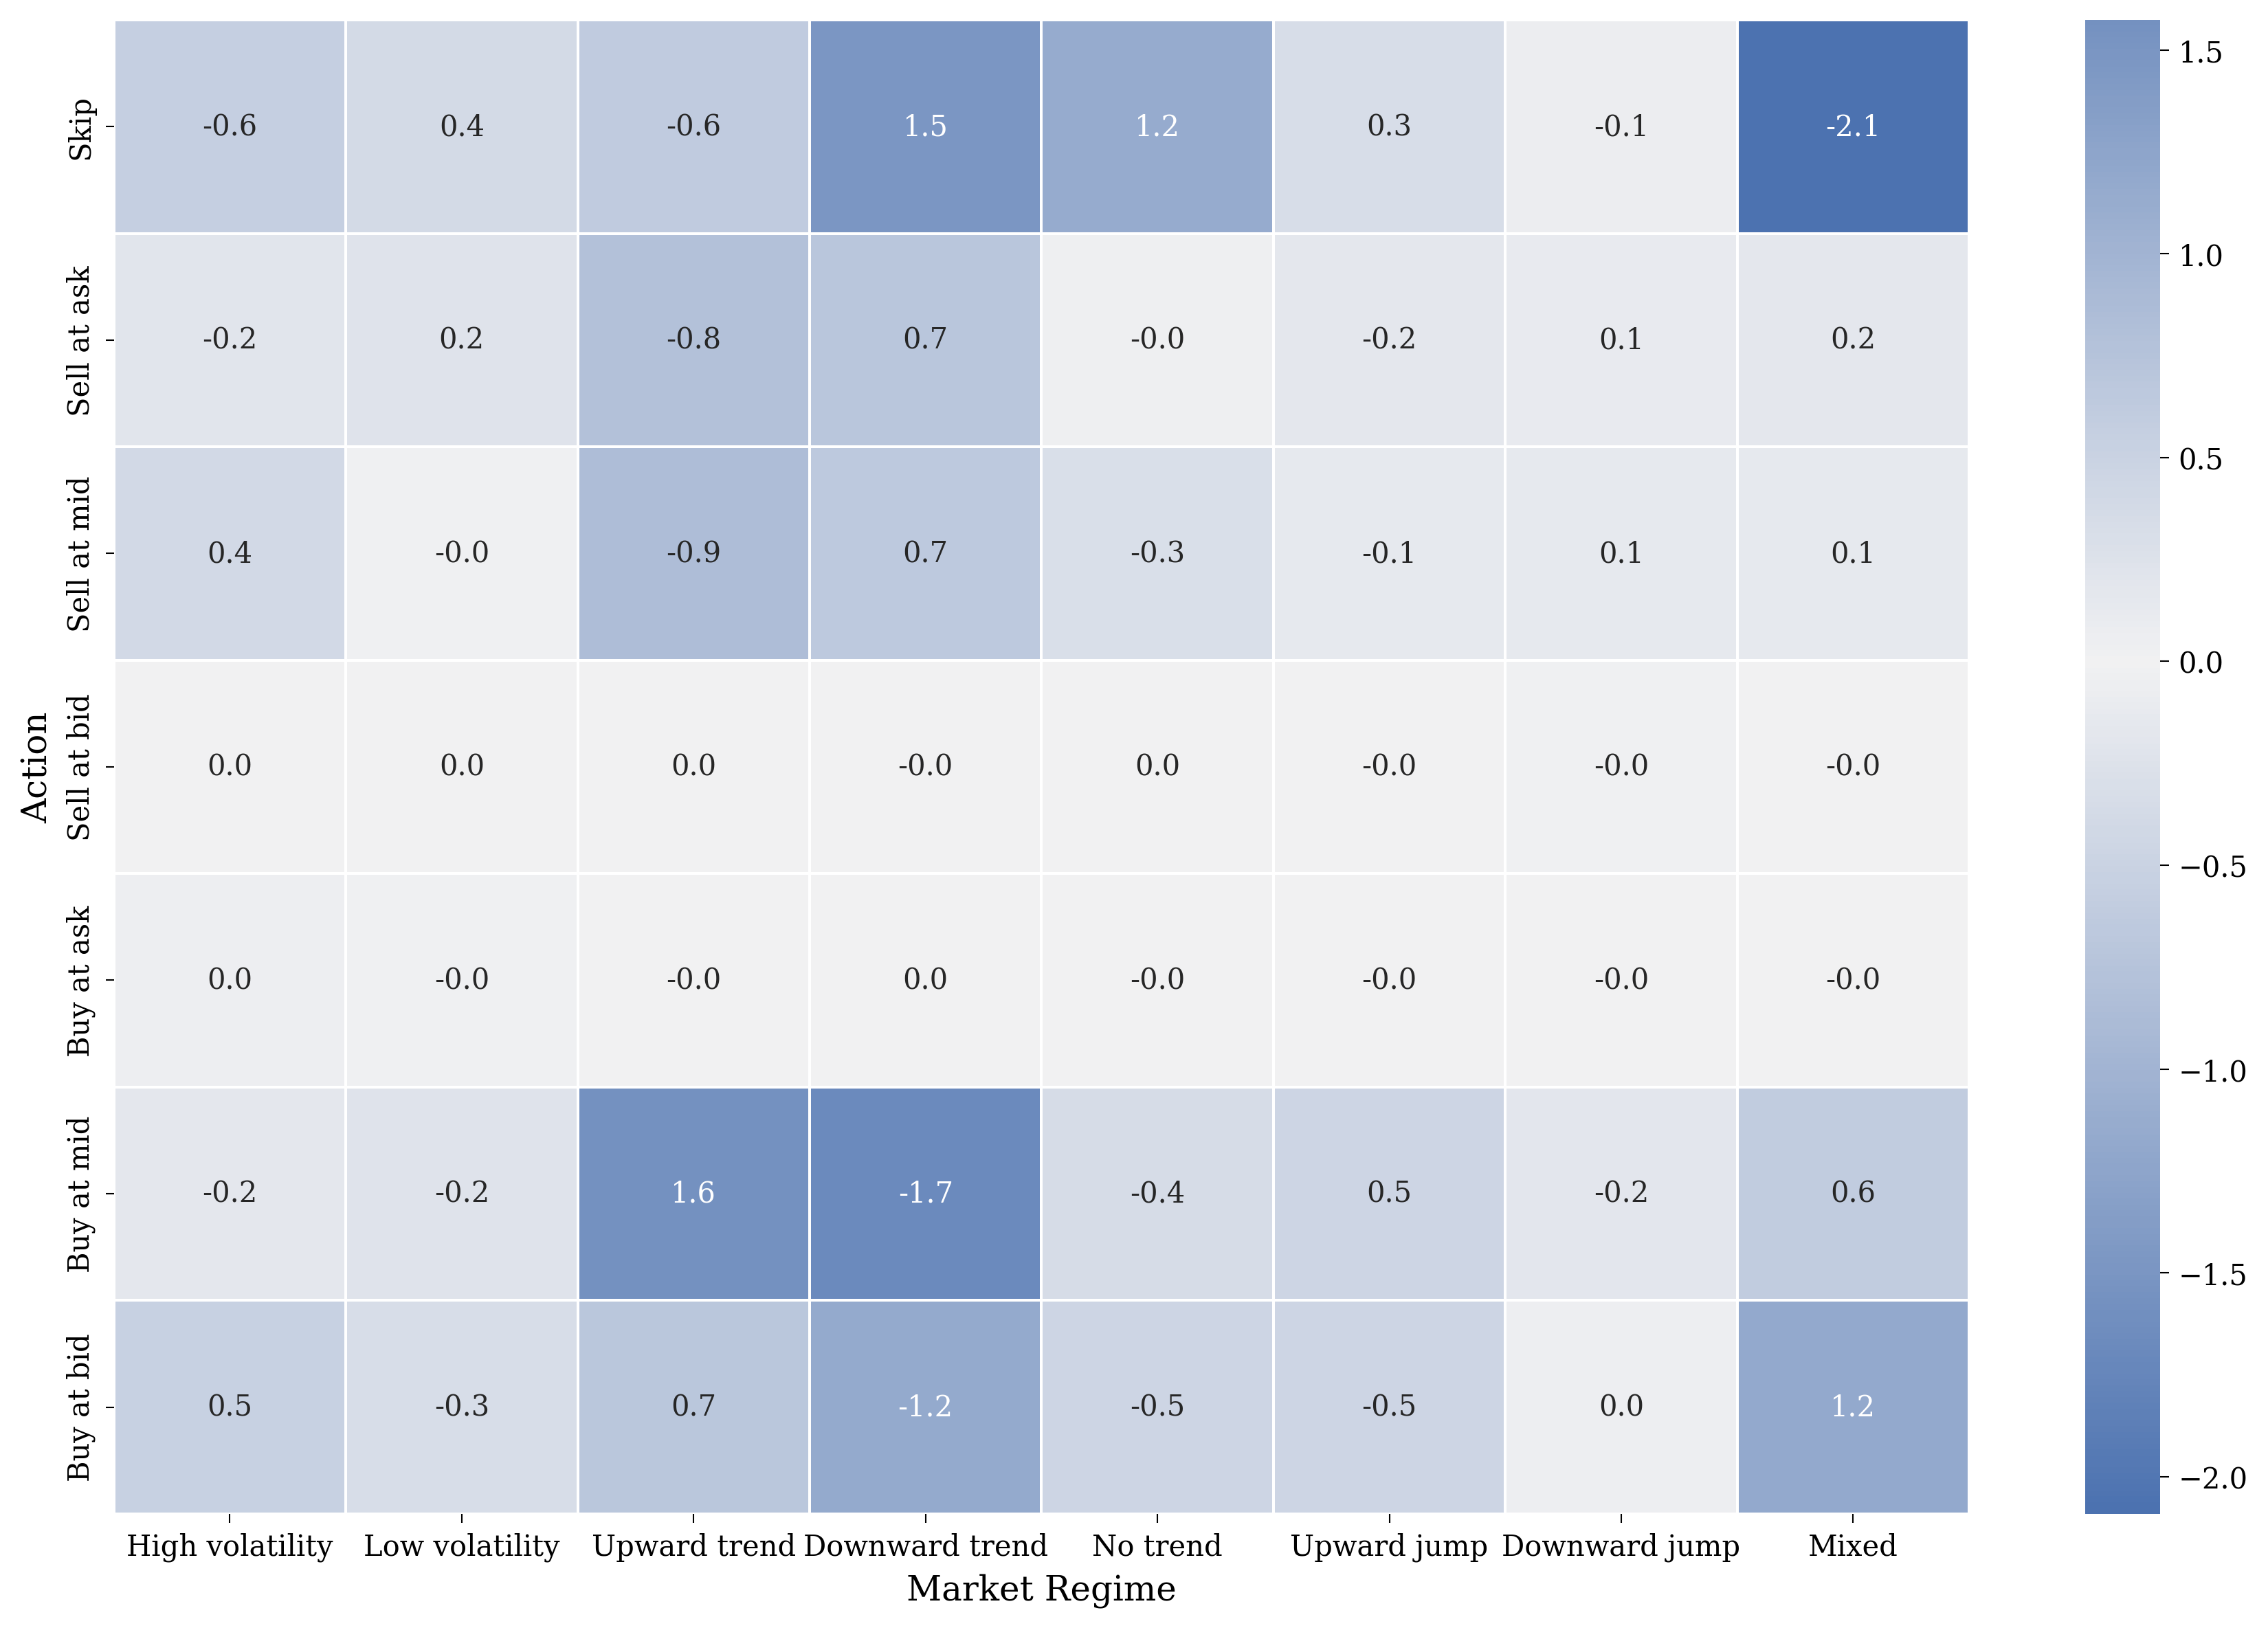 Action
Skip -0.6 0.4 -0.6 1.5 1.2 0.3 -0.1 -2.1
Sell at ask -0.2 0.2 -0.8 0.7 -0.0 -0.2 0.1 0.2
Sell at mid 0.4 -0.0 -0.9 0.7 -0.3 -0.1 0.1 0.1
Sell at bid 0.0 0.0 0.0 -0.0 0.0 -0.0 -0.0 -0.0
Buy at ask 0.0 -0.0 -0.0 0.0 -0.0 -0.0 -0.0 -0.0
Buy at mid -0.2 -0.2 1.6 -1.7 -0.4 0.5 -0.2 0.6
Buy at bid 0.5 -0.3 0.7 -1.2 -0.5 -0.5 0.0 1.2
High volatility Low volatility Upward trend Downward trend No trend Upward jump Downward jump Mixed
Market Regime
1.5
1.0
0.5
0.0
−0.5
−1.0
−1.5
−2.0